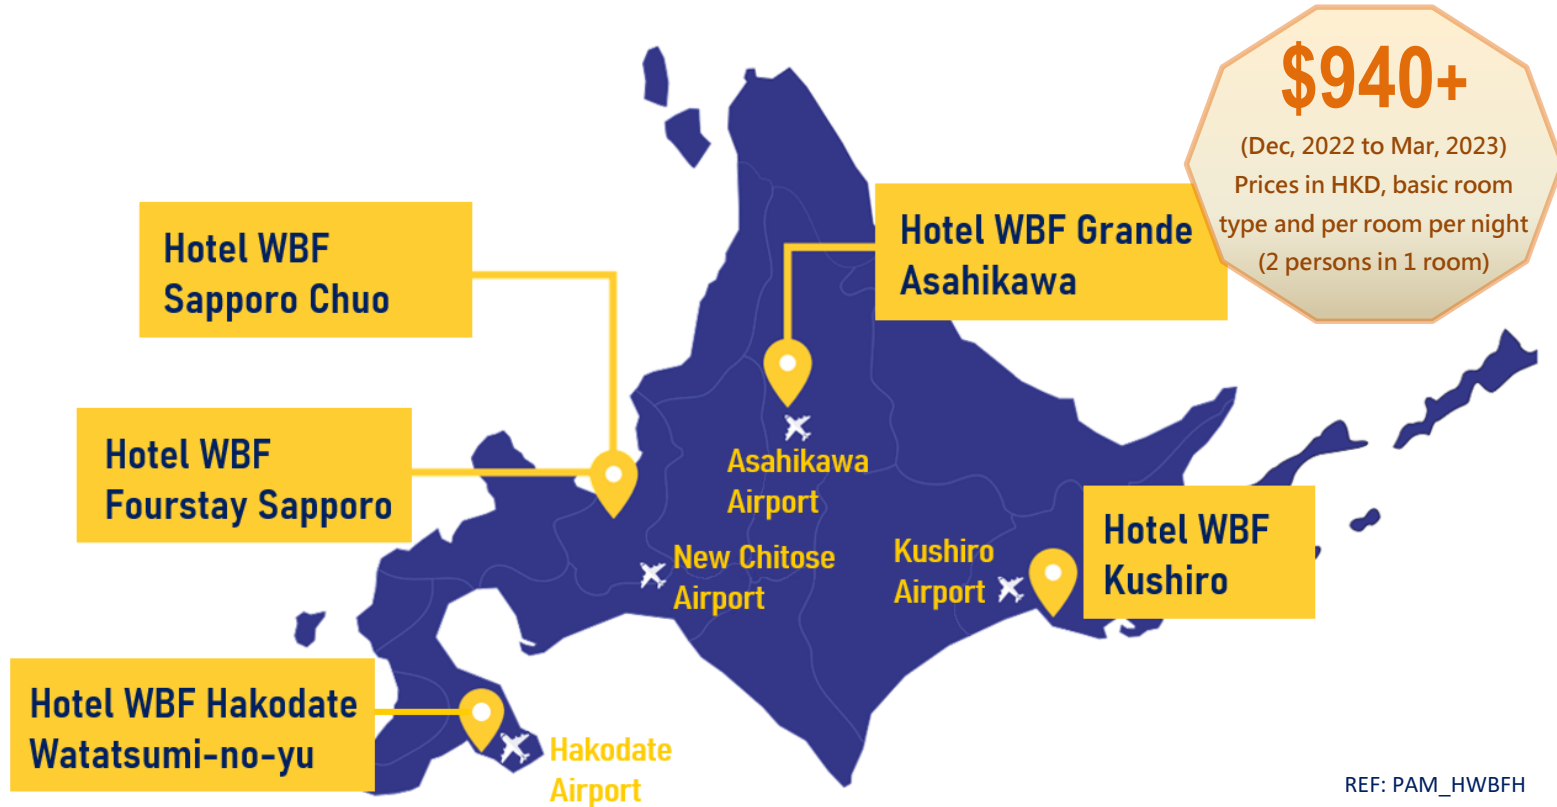 $940+
(Dec, 2022 to Mar, 2023)
Prices in HKD, basic room
type and per room per night
(2 persons in 1 room)
Hotel WBF
Sapporo Chuo
Hotel WBF Grande
Asahikawa
Hotel WBF
Fourstay Sapporo
Asahikawa
Airport
Hotel WBF
Kushiro
New Chitose
Airport
Kushiro
Airport
Hotel WBF Hakodate
Watatsumi-no-yu
Hakodate
Airport
REF: PAM_HWBFH